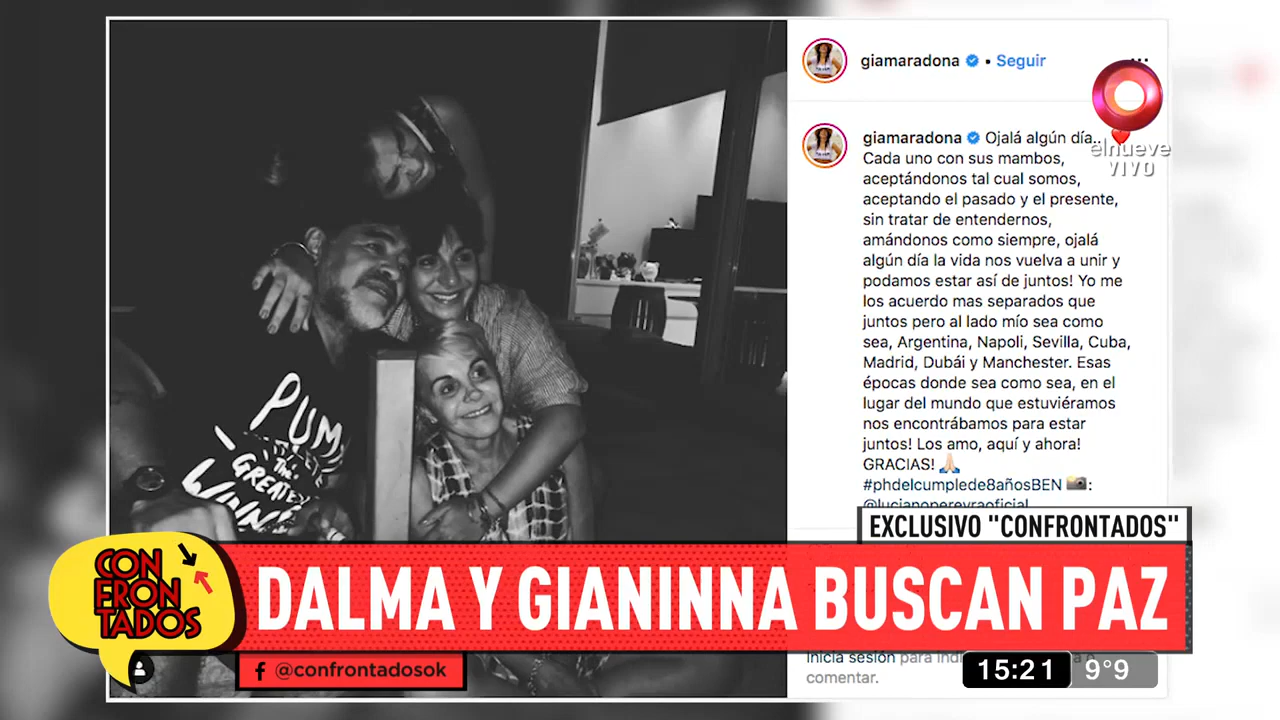 giamaradona • Seguir
giamaradona Ojalá algún día..
Cada uno con sus mambos,
aceptándonos tal cual somos,
aceptando el pasado y el presente,
sin tratar de entendernos,
amándonos como siempre, ojalá
algún día la vida nos vuelva a unir y
podamos estar así de juntos! Yo me
los acuerdo mas separados que
juntos pero al lado mío sea como
sea, Argentina, Napoli, Sevilla, Cuba,
Madrid, Dubái y Manchester. Esas
épocas donde sea como sea, en el
lugar del mundo que estuviéramos
nos encontrábamos para estar
juntos! Los amo, aquí y ahora!
GRACIAS! 🙏🏻
#phdelcumplede8añosBEN 📸:
@lucianopereyraoficial
elnueve
VIVO
PUM
The
GREATES
WINN
EXCLUSIVO "CONFRONTADOS"
CON
FRON
TADOS
DALMA Y GIANINNA BUSCAN PAZ
@confrontadosok
Inicia sesión para
comentar.
15:21 9°9